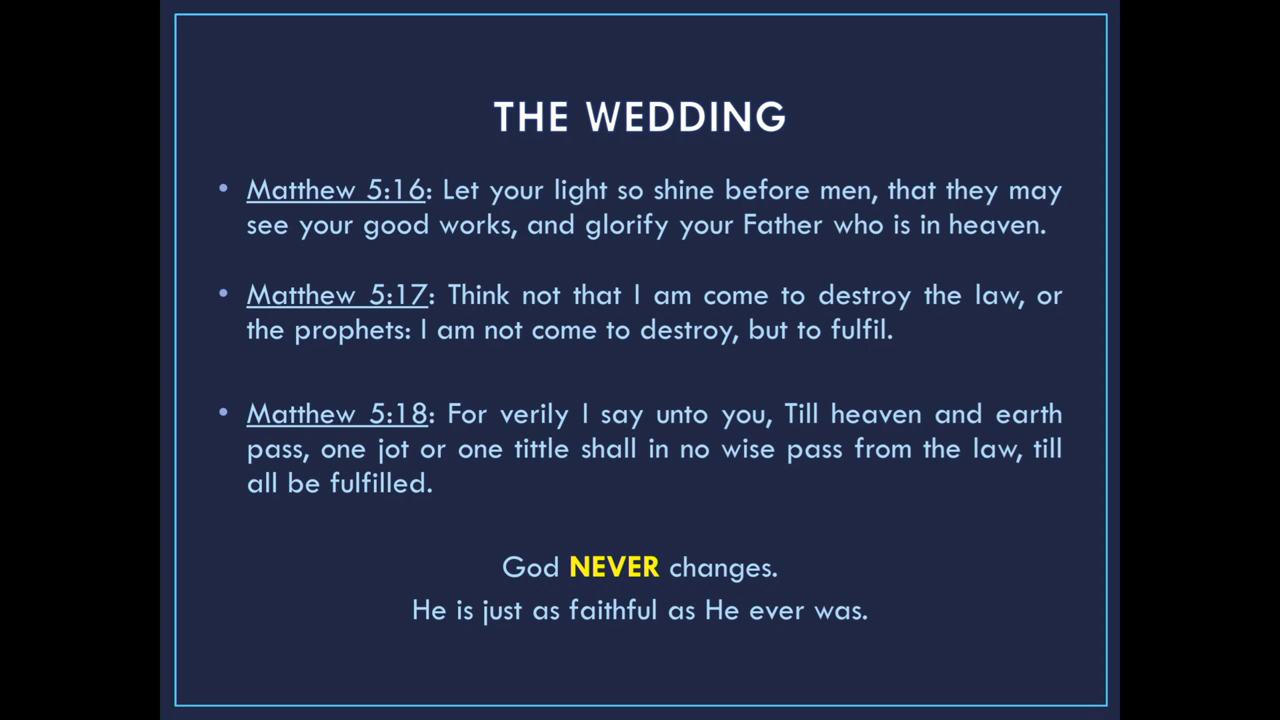 THE WEDDING
• Matthew 5:16: Let your light so shine before men, that they may
see your good works, and glorify your Father who is in heaven.
• Matthew 5:17: Think not that I am come to destroy the law, or
the prophets: I am not come to destroy, but to fulfil.
• Matthew 5:18: For verily I say unto you, Till heaven and earth
pass, one jot or one tittle shall in no wise pass from the law, till
all be fulfilled.
God NEVER changes.
He is just as faithful as He ever was.